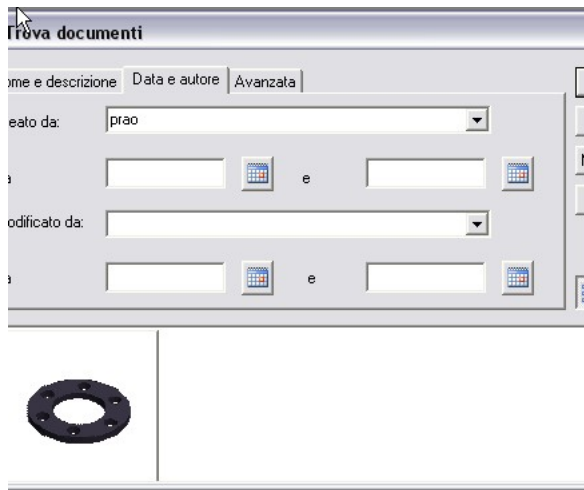 Trova documenti
ome e descrizione Data e autore Avanzata
eato da: prao
a e
odificato da:
a e